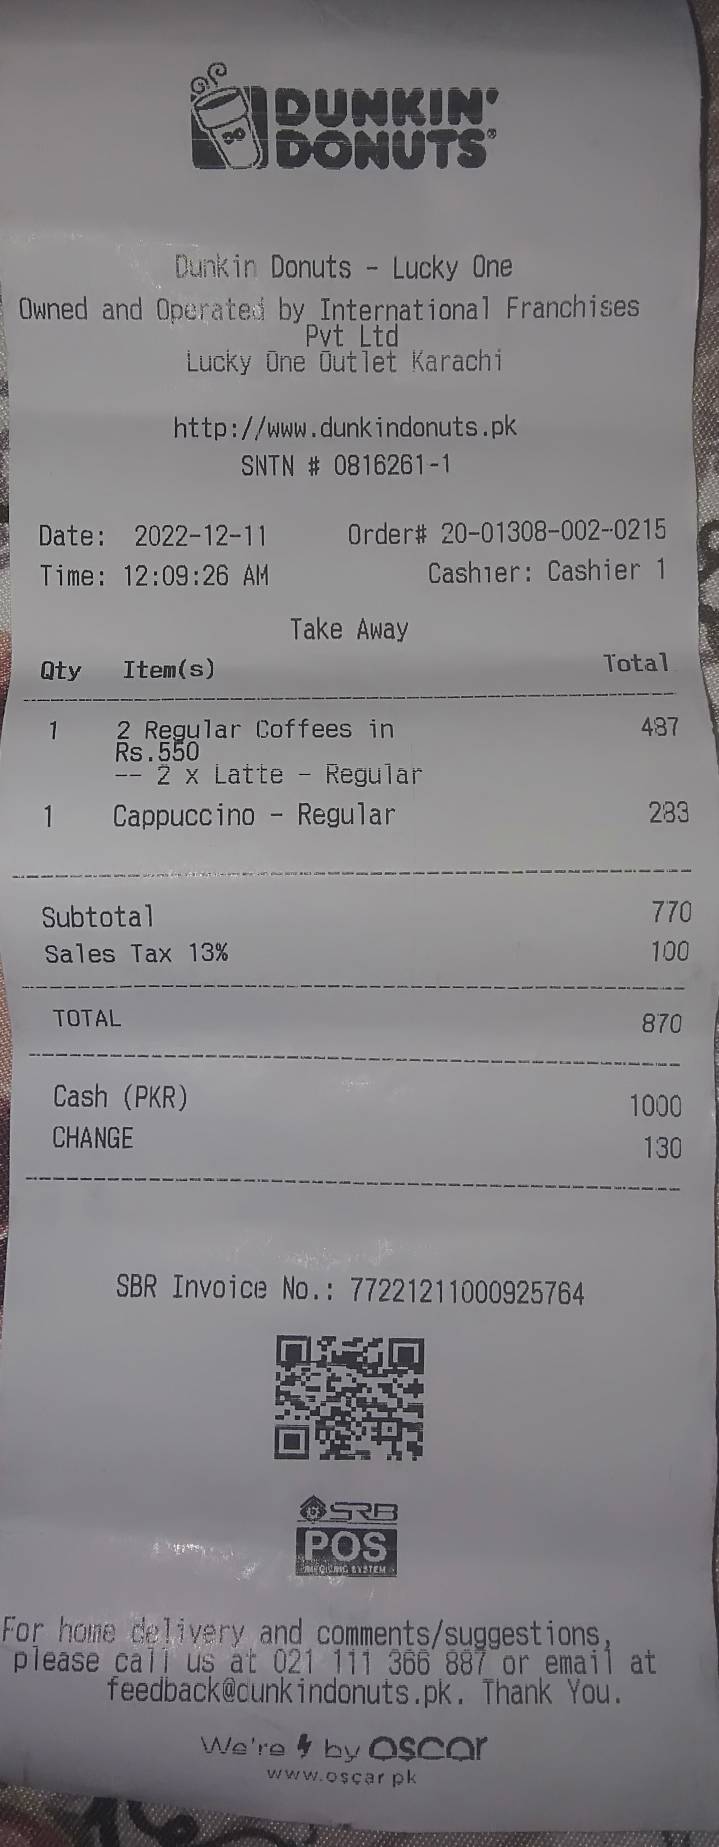 DUNKIN'
DONUTS®
Dunkin Donuts - Lucky One
Owned and Operated by International Franchises
Pvt Ltd
Lucky One Outlet Karachi
http://www.dunkindonuts.pk
SNTN # 0816261-1
Date: 2022-12-11 Order# 20-01308-002-0215
Time: 12:09:26 AM Cashier: Cashier 1
Take Away
Qty Item(s) Total
1 2 Regular Coffees in 487
Rs.550
-- 2 x Latte - Regular
1 Cappuccino - Regular 283
Subtotal 770
Sales Tax 13% 100
TOTAL 870
Cash (PKR) 1000
CHANGE 130
SBR Invoice No.: 77221211000925764
SRB
POS
INVOICING SYSTEM
For home delivery and comments/suggestions,
please call us at 021 111 366 887 or email at
feedback@dunkindonuts.pk. Thank You.
We're by oscar
www.oscar.pk